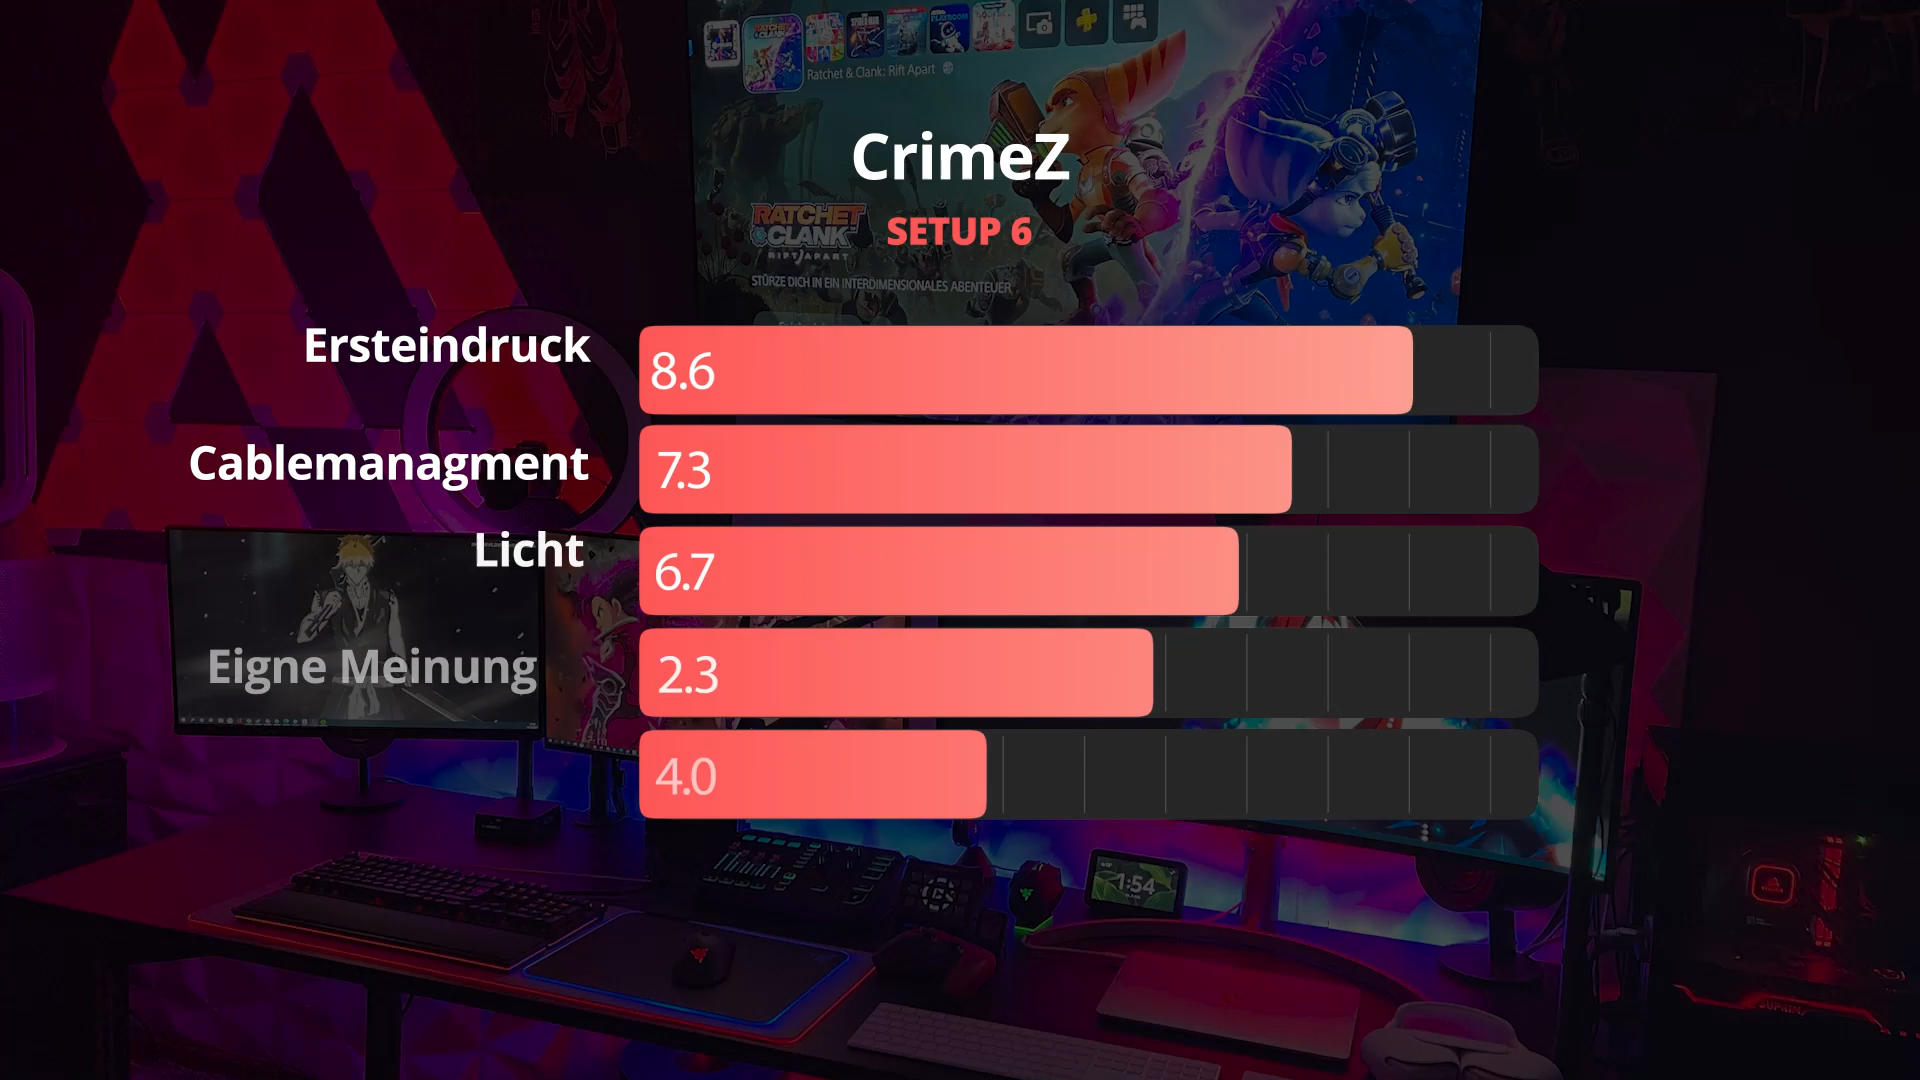 Ratchet & Clank: Rift Apart
CrimeZ
RATCHET
CLANK
RIFT APART
SETUP 6
STÜRZE DICH IN EIN INTERDIMENSIONALES ABENTEUER
Ersteindruck
8.6
Cablemanagment
7.3
Licht
6.7
Eigne Meinung
2.3
4.0
1:54